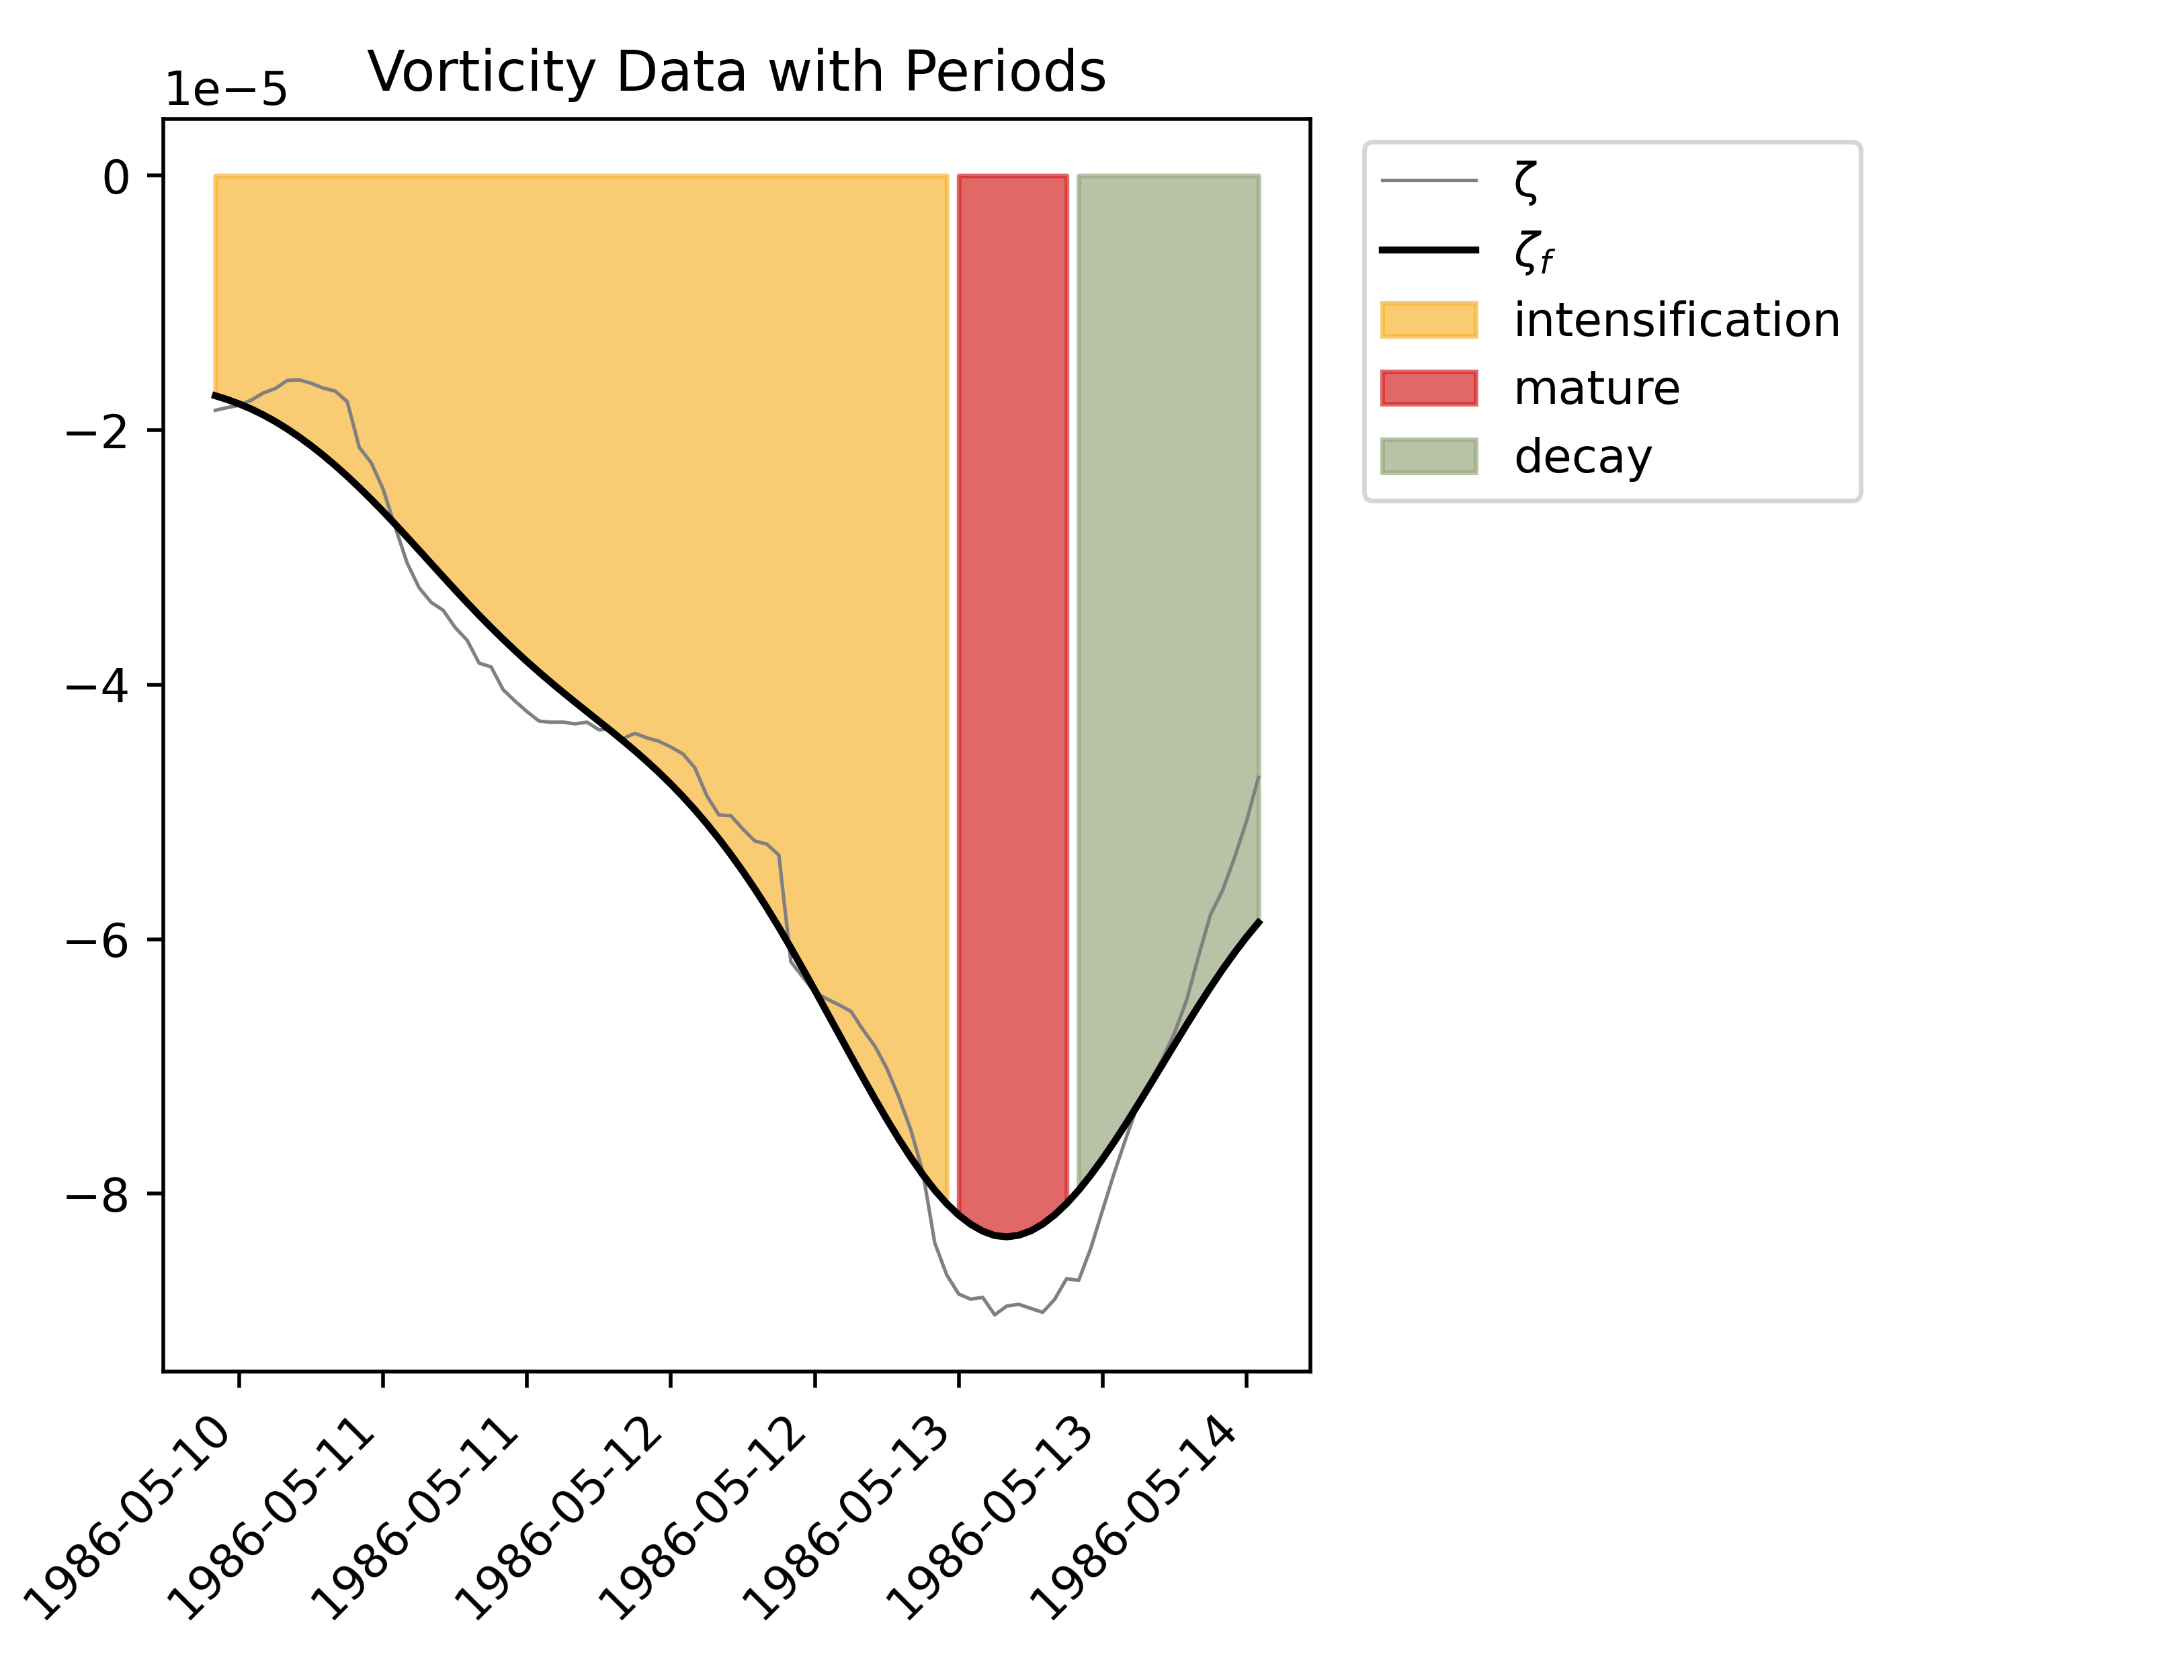 Vorticity Data with Periods
1e−5
0
−2
−4
−6
−8
1986-05-10
1986-05-11
1986-05-11
1986-05-12
1986-05-12
1986-05-13
1986-05-13
1986-05-14
ζ
ζf
intensification
mature
decay